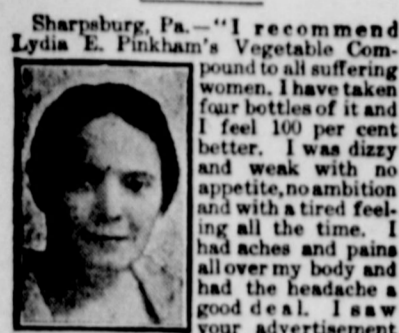 Sharpsburg, Pa.—"I recommend
Lydia E. Pinkham's Vegetable Com-
pound to all suffering
women. I have taken
four bottles of it and
I feel 100 per cent
better. I was dizzy
and weak with no
appetite, no ambition
and with a tired feel-
ing all the time. I
had aches and pains
all over my body and
had the headache a
good deal. I saw
your advertisement